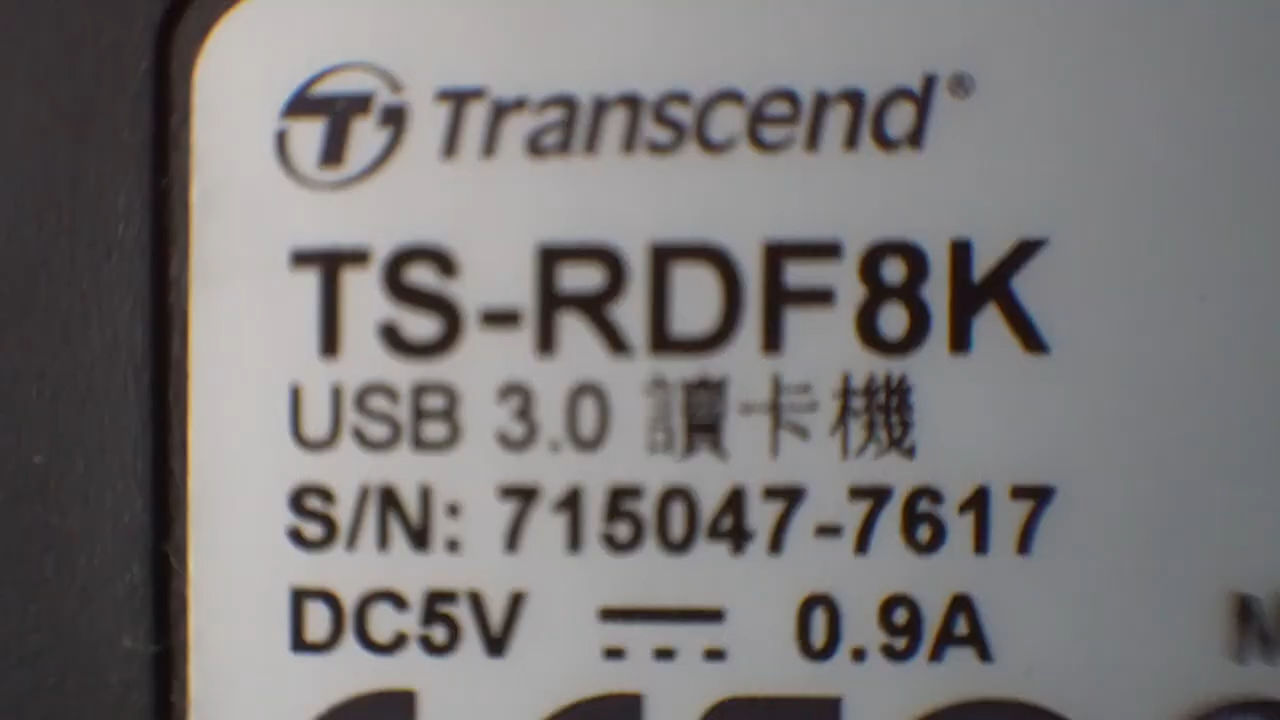 Transcend®
TS-RDF8K
USB 3.0 讀卡機
S/N: 715047-7617
DC5V ⎓ 0.9A